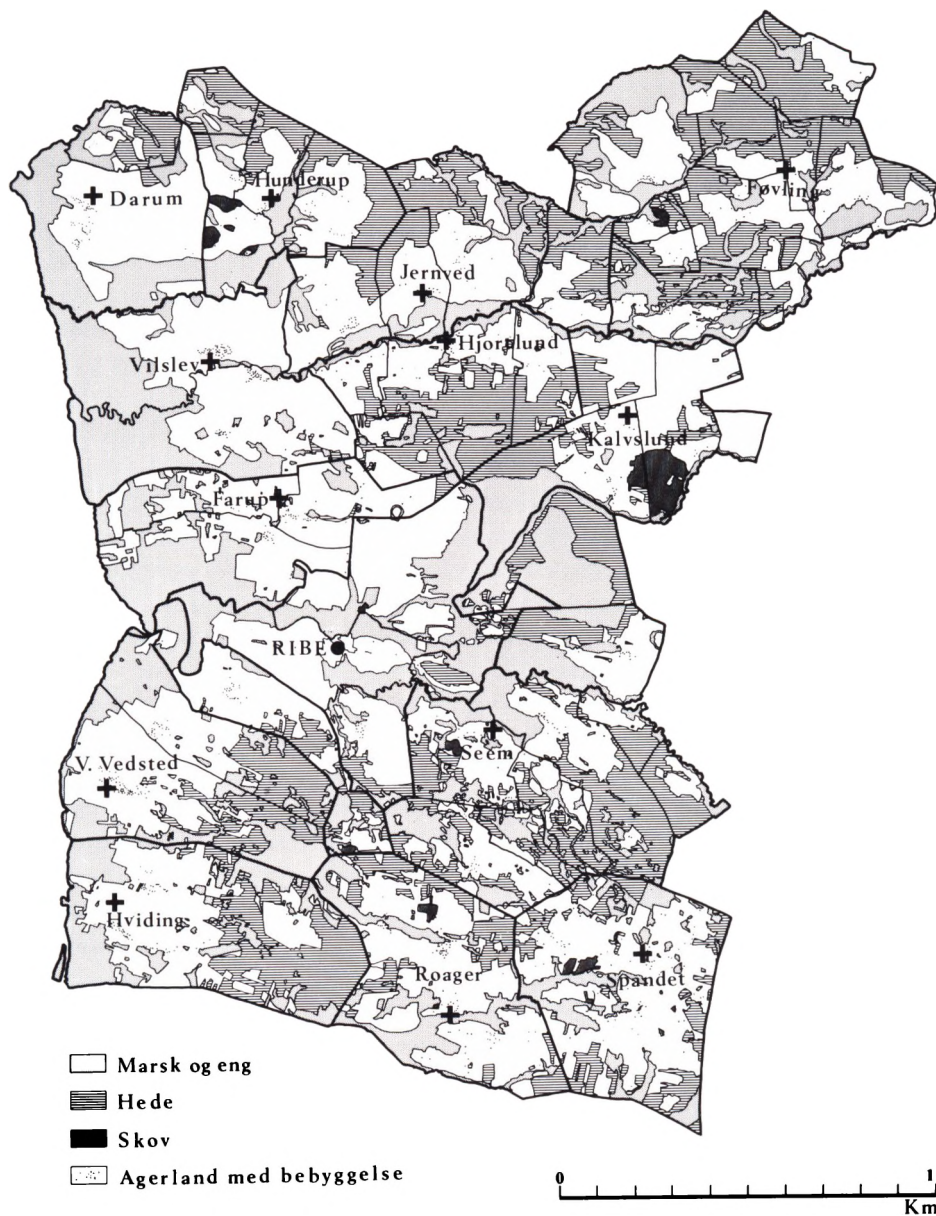 Hunderup
Føvling
Darum
Jernved
Hjortlund
Vilslev
Kalvslund
Farup
RIBE
Seem
V. Vedsted
Hviding
Roager
Spandet
Marsk og eng
Hede
Skov
Agerland med bebyggelse
0 1
Km